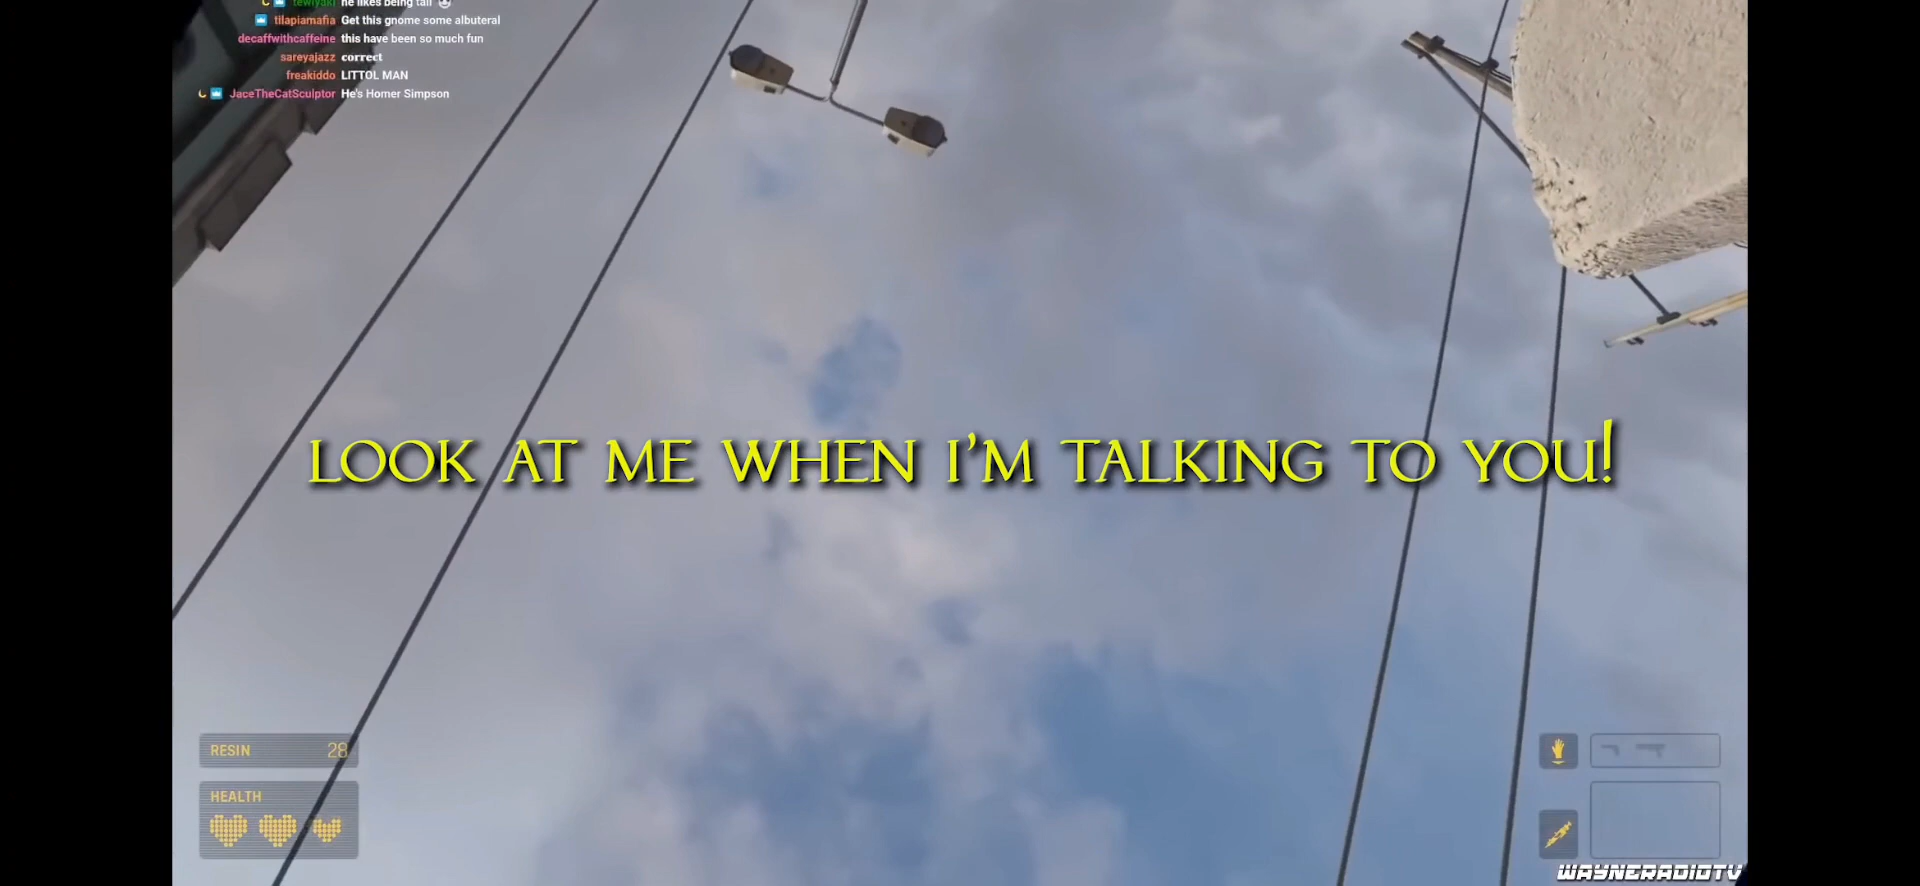 tewiyaki he likes being tall
tilapiamafia Get this gnome some albuteral
decaffwithcaffeine this have been so much fun
sareyajazz correct
freakiddo LITTOL MAN
JaceTheCatSculptor He's Homer Simpson
LOOK AT ME WHEN I'M TALKING TO YOU!
RESIN 28
HEALTH
WAYNERADIOTV